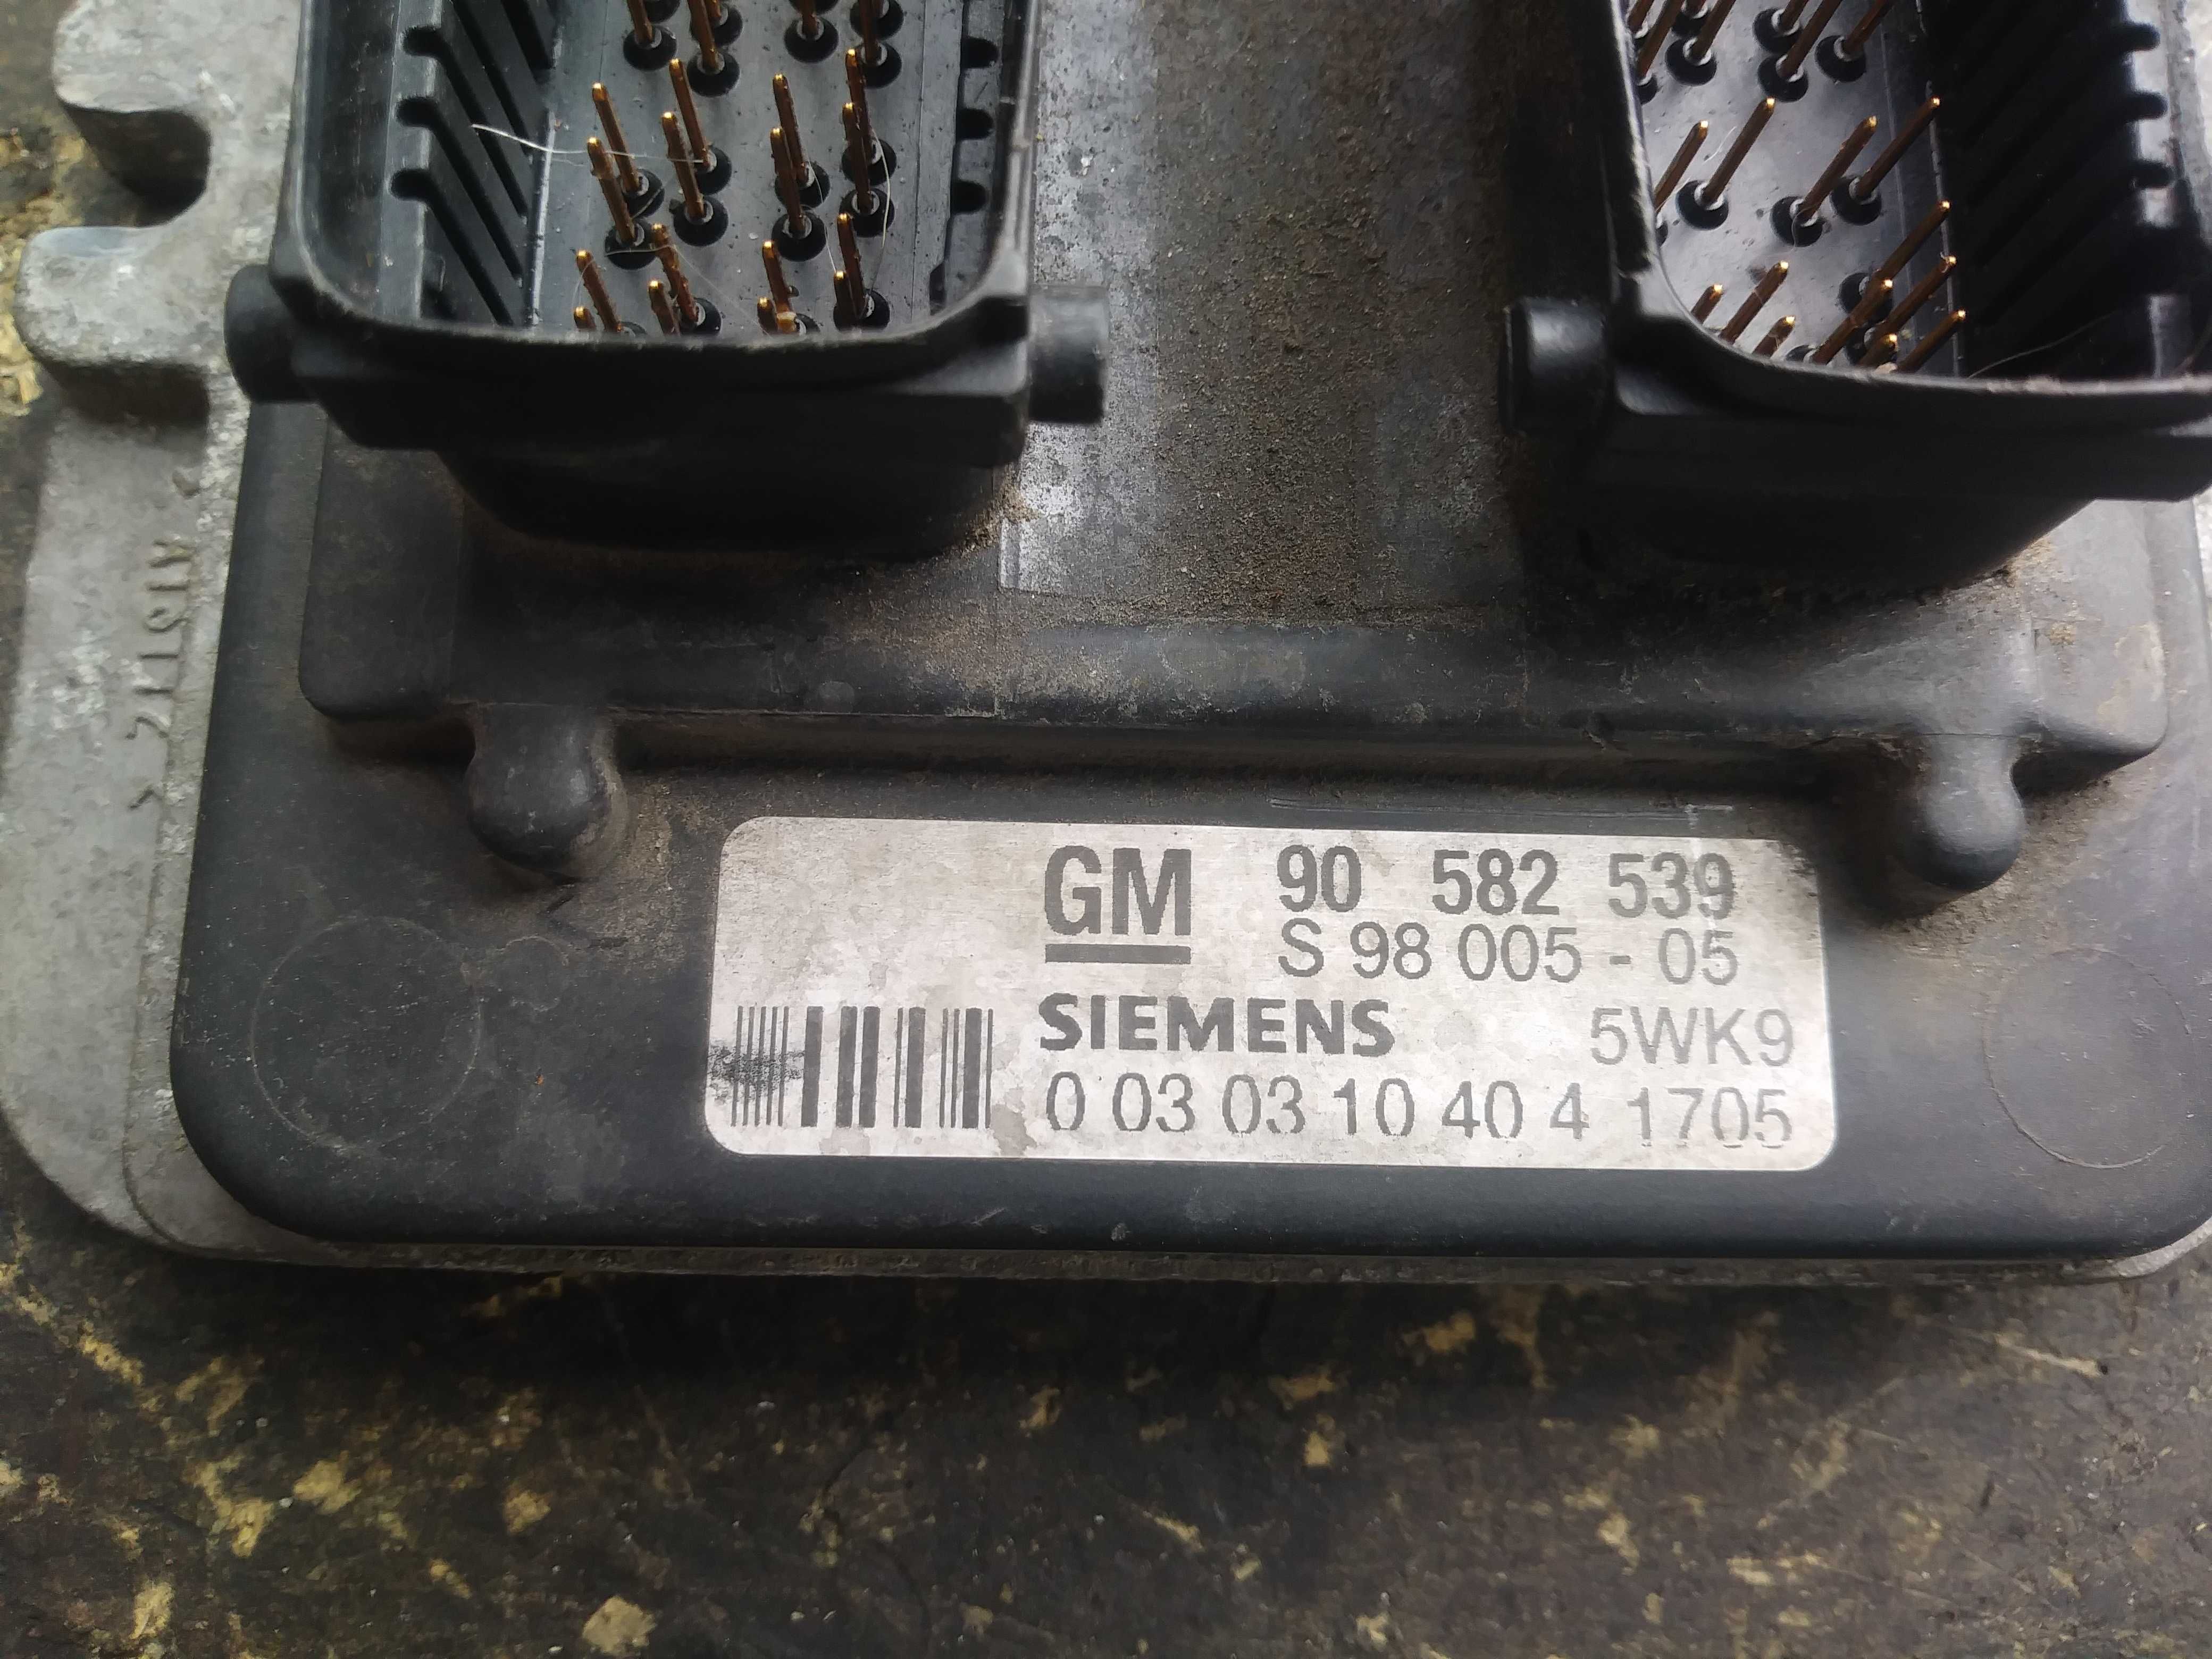 GM 90 582 539
S 98 005 - 05
SIEMENS 5WK9
0 03 03 10 40 4 1705